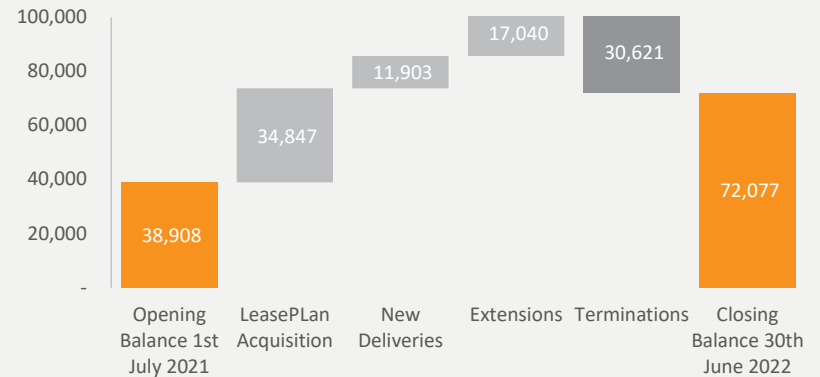 100,000
80,000
60,000
40,000
20,000
-
38,908
34,847
11,903
17,040
30,621
72,077
Opening
Balance 1st
July 2021
LeasePLan
Acquisition
New
Deliveries
Extensions
Terminations
Closing
Balance 30th
June 2022